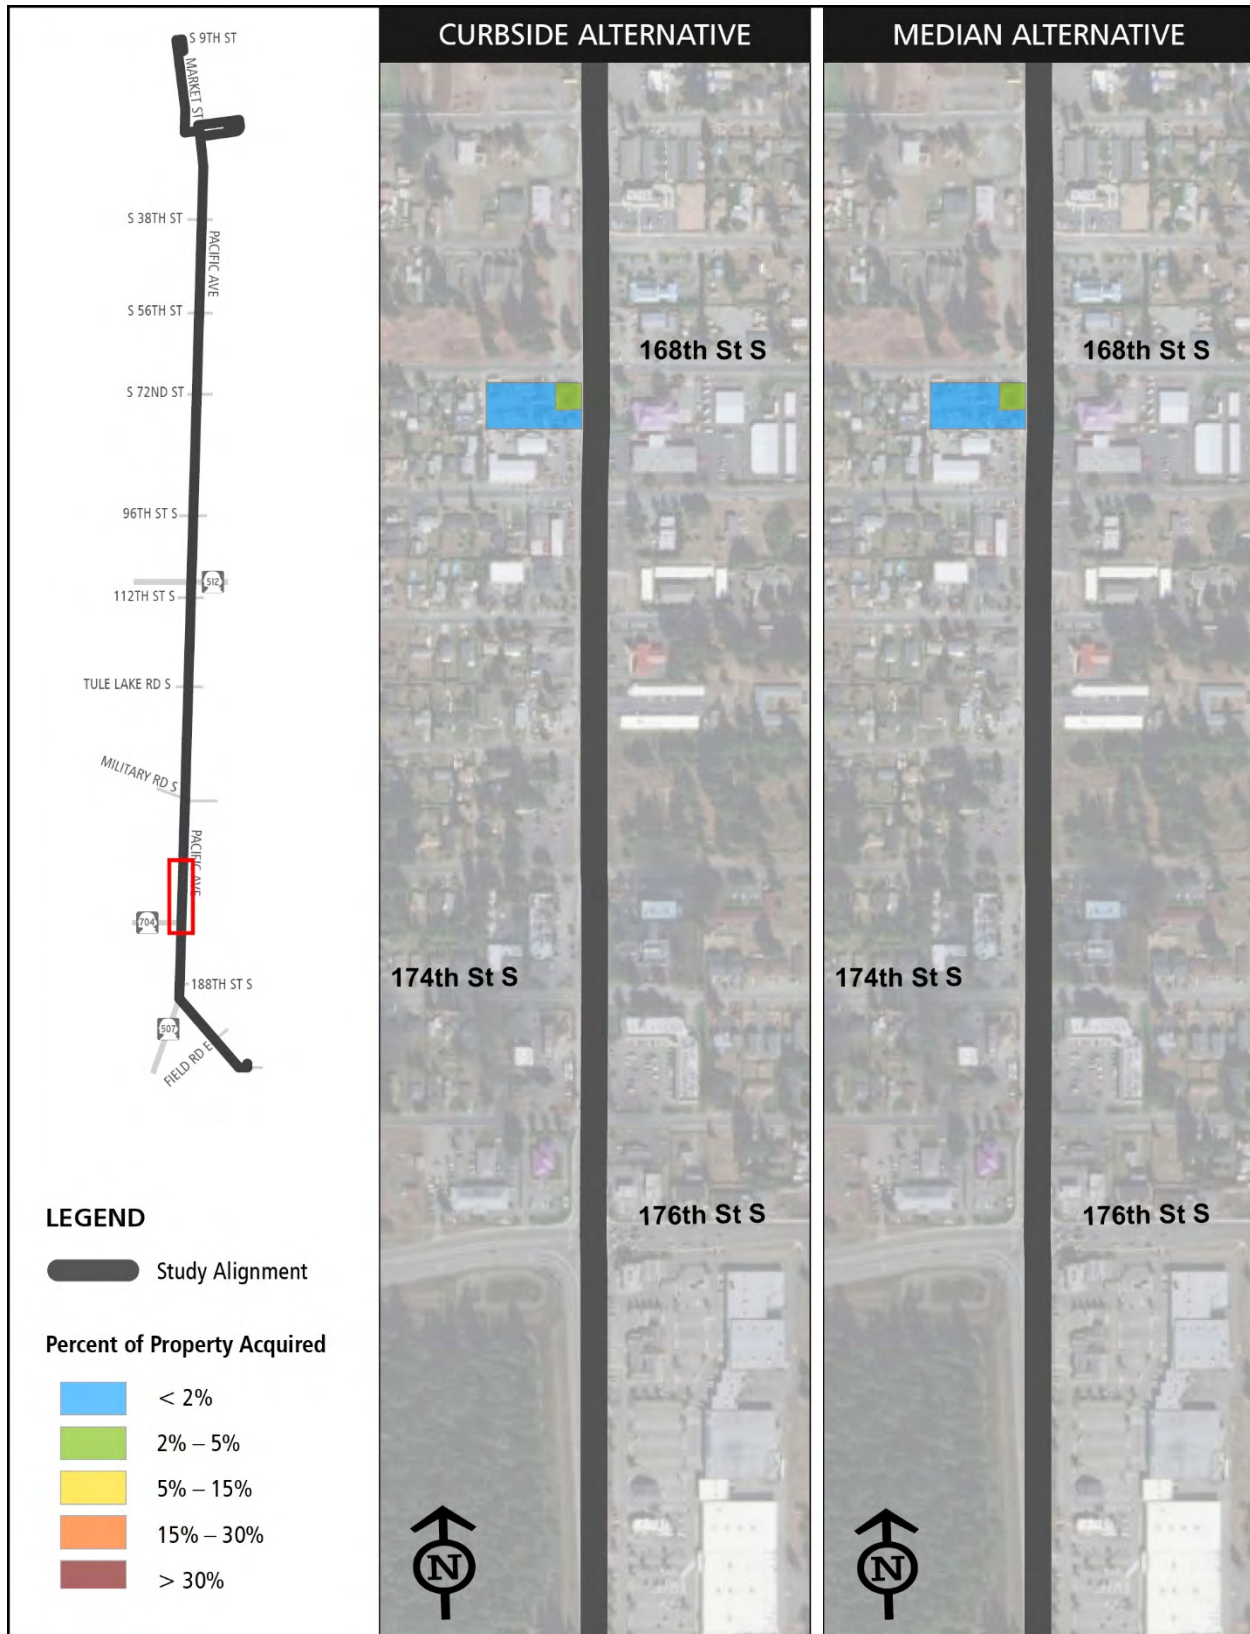 S 9TH ST
MARKET ST
S 38TH ST
PACIFIC AVE
S 56TH ST
S 72ND ST
96TH ST S
512
112TH ST S
TULE LAKE RD S
MILITARY RD S
PACIFIC AVE
704
188TH ST S
507
FIELD RD E
LEGEND
Study Alignment
Percent of Property Acquired
< 2%
2% – 5%
5% – 15%
15% – 30%
> 30%
CURBSIDE ALTERNATIVE
168th St S
174th St S
176th St S
N
MEDIAN ALTERNATIVE
168th St S
174th St S
176th St S
N